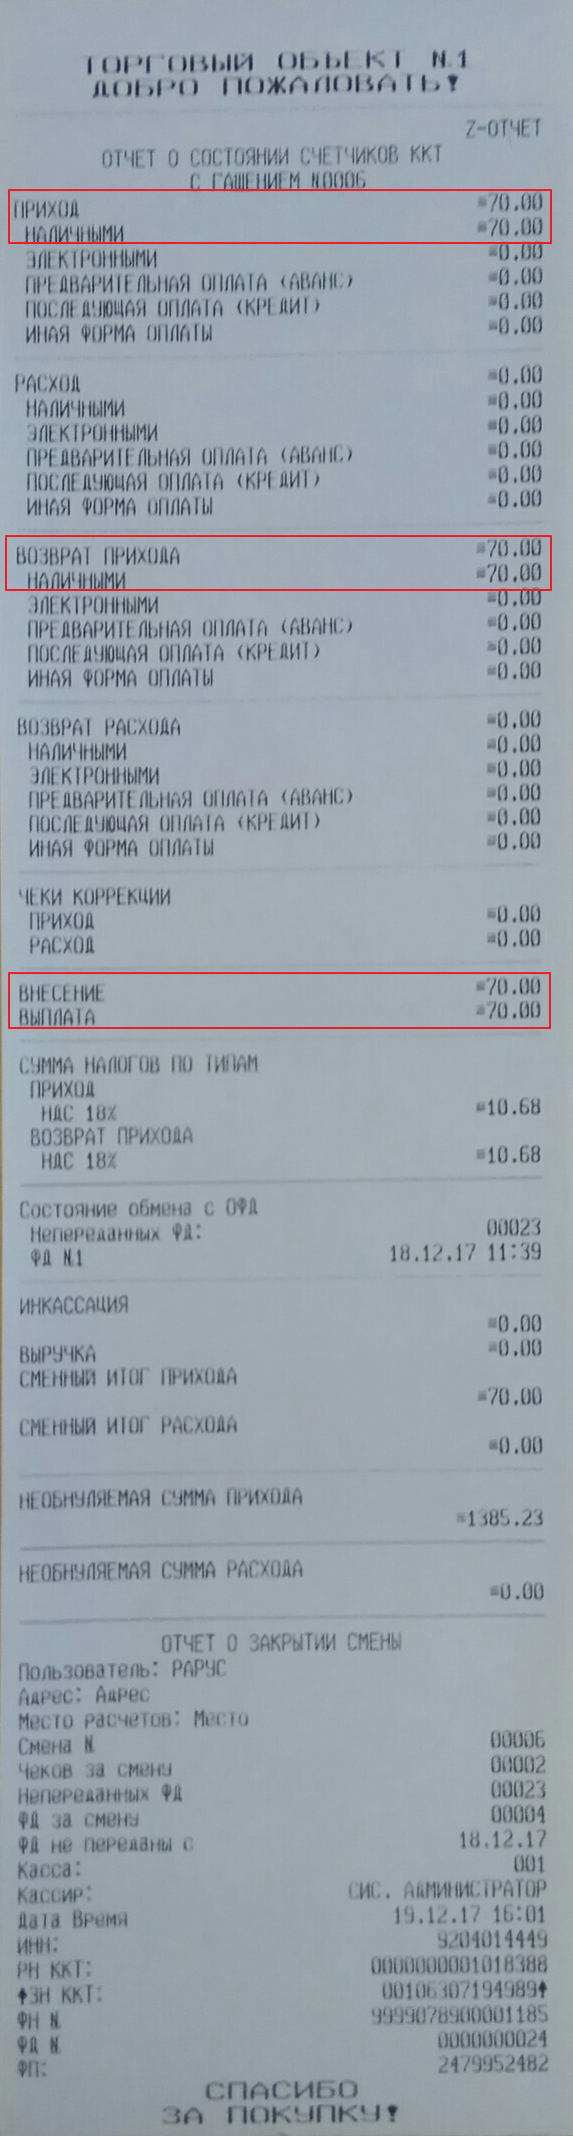 ТОРГОВЫЙ ОБЪЕКТ №1
ДОБРО ПОЖАЛОВАТЬ!
Z-ОТЧЕТ
ОТЧЕТ О СОСТОЯНИИ СЧЕТЧИКОВ ККТ
С ГАШЕНИЕМ №0006
ПРИХОД ≡70.00
НАЛИЧНЫМИ ≡70.00
ЭЛЕКТРОННЫМИ ≡0.00
ПРЕДВАРИТЕЛЬНАЯ ОПЛАТА (АВАНС) ≡0.00
ПОСЛЕДУЮЩАЯ ОПЛАТА (КРЕДИТ) ≡0.00
ИНАЯ ФОРМА ОПЛАТЫ ≡0.00
РАСХОД ≡0.00
НАЛИЧНЫМИ ≡0.00
ЭЛЕКТРОННЫМИ ≡0.00
ПРЕДВАРИТЕЛЬНАЯ ОПЛАТА (АВАНС) ≡0.00
ПОСЛЕДУЮЩАЯ ОПЛАТА (КРЕДИТ) ≡0.00
ИНАЯ ФОРМА ОПЛАТЫ ≡0.00
ВОЗВРАТ ПРИХОДА ≡70.00
НАЛИЧНЫМИ ≡70.00
ЭЛЕКТРОННЫМИ ≡0.00
ПРЕДВАРИТЕЛЬНАЯ ОПЛАТА (АВАНС) ≡0.00
ПОСЛЕДУЮЩАЯ ОПЛАТА (КРЕДИТ) ≡0.00
ИНАЯ ФОРМА ОПЛАТЫ ≡0.00
ВОЗВРАТ РАСХОДА ≡0.00
НАЛИЧНЫМИ ≡0.00
ЭЛЕКТРОННЫМИ ≡0.00
ПРЕДВАРИТЕЛЬНАЯ ОПЛАТА (АВАНС) ≡0.00
ПОСЛЕДУЮЩАЯ ОПЛАТА (КРЕДИТ) ≡0.00
ИНАЯ ФОРМА ОПЛАТЫ ≡0.00
ЧЕКИ КОРРЕКЦИИ
ПРИХОД ≡0.00
РАСХОД ≡0.00
ВНЕСЕНИЕ ≡70.00
ВЫПЛАТА ≡70.00
СУММА НАЛОГОВ ПО ТИПАМ
ПРИХОД
НДС 18% ≡10.68
ВОЗВРАТ ПРИХОДА
НДС 18% ≡10.68
Состояние обмена с ОФД
Непереданных ФД: 00023
ФД №1 18.12.17 11:39
ИНКАССАЦИЯ
≡0.00
ВЫРУЧКА ≡0.00
СМЕННЫЙ ИТОГ ПРИХОДА
≡70.00
СМЕННЫЙ ИТОГ РАСХОДА
≡0.00
НЕОБНУЛЯЕМАЯ СУММА ПРИХОДА
≡1385.23
НЕОБНУЛЯЕМАЯ СУММА РАСХОДА
≡0.00
ОТЧЕТ О ЗАКРЫТИИ СМЕНЫ
Пользователь: РАРУС
Адрес: Адрес
Место расчетов: Место
Смена № 00006
Чеков за смену 00002
Непереданных ФД 00023
ФД за смену 00004
ФД не переданы с 18.12.17
Касса: 001
Кассир: СИС. АДМИНИСТРАТОР
Дата Время 19.12.17 16:01
ИНН: 9204014449
РН ККТ: 0000000001018388
↑ЗН ККТ: 00106307194989↑
ФН № 9999078900001185
ФД № 0000000024
ФП: 2479952482
СПАСИБО
ЗА ПОКУПКУ!